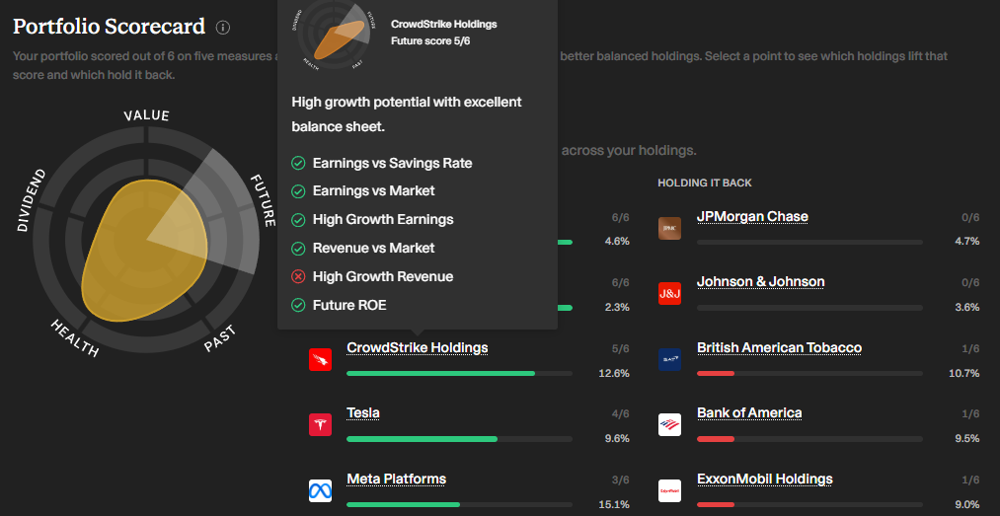 Portfolio Scorecard
Your portfolio scored out of 6 on five measures
better balanced holdings. Select a point to see which holdings lift that
score and which hold it back.
VALUE
FUTURE
PAST
HEALTH
DIVIDEND
DIVIDEND
FUTURE
HEALTH
PAST
CrowdStrike Holdings
Future score 5/6
High growth potential with excellent
balance sheet.
Earnings vs Savings Rate
Earnings vs Market
High Growth Earnings
Revenue vs Market
High Growth Revenue
Future ROE
across your holdings.
6/6
4.6%
6/6
2.3%
CrowdStrike Holdings
5/6
12.6%
Tesla
4/6
9.6%
Meta Platforms
3/6
15.1%
HOLDING IT BACK
JPMC
JPMorgan Chase
0/6
4.7%
J&J
Johnson & Johnson
0/6
3.6%
British American Tobacco
1/6
10.7%
Bank of America
1/6
9.5%
ExxonMobil
ExxonMobil Holdings
1/6
9.0%